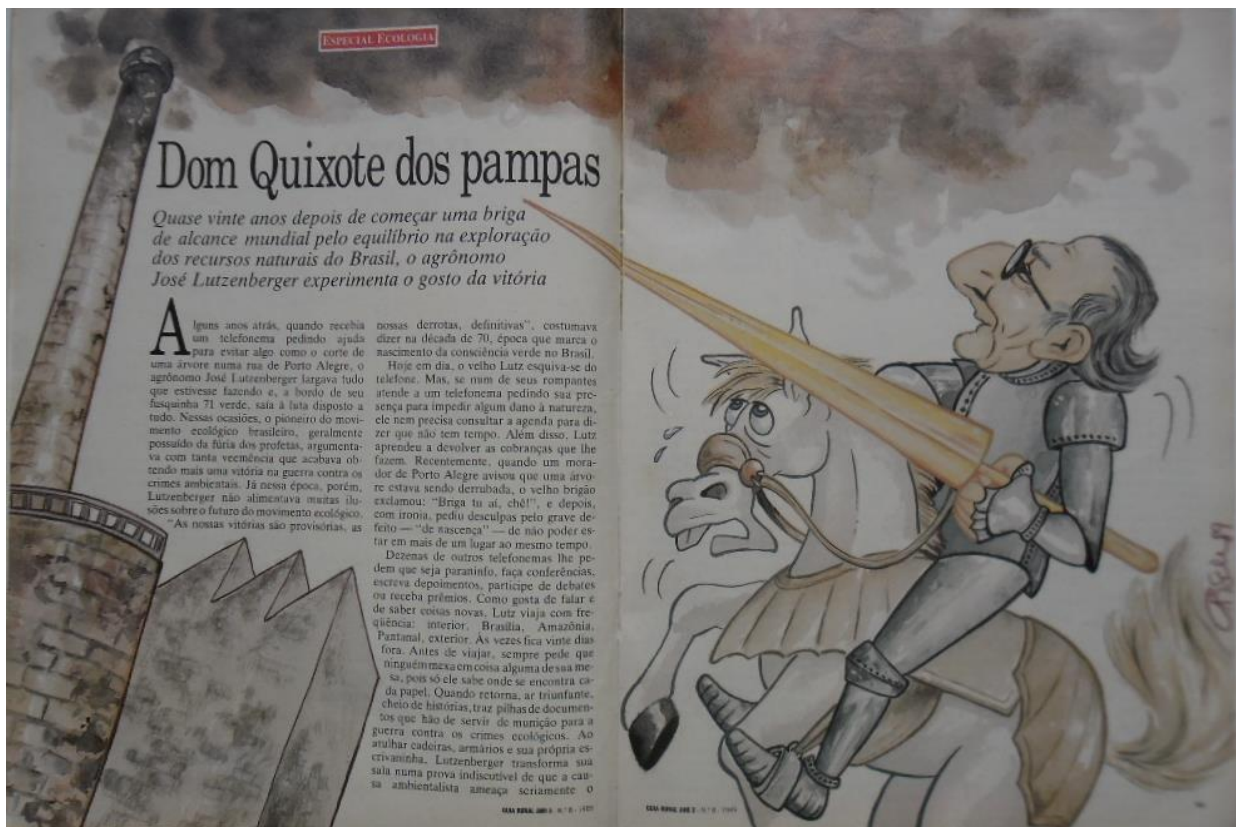 ESPECIAL ECOLOGIA
Dom Quixote dos pampas
Quase vinte anos depois de começar uma briga
de alcance mundial pelo equilíbrio na exploração
dos recursos naturais do Brasil, o agrônomo
José Lutzenberger experimenta o gosto da vitória
Alguns anos atrás, quando recebia
um telefonema pedindo ajuda
para evitar algo como o corte de
uma árvore numa rua de Porto Alegre, o
agrônomo José Lutzenberger largava tudo
que estivesse fazendo e, a bordo de seu
fusquinha 71 verde, saía à luta disposto a
tudo. Nessas ocasiões, o pioneiro do movi-
mento ecológico brasileiro, geralmente
possuído da fúria dos profetas, argumenta-
va com tanta veemência que acabava ob-
tendo mais uma vitória na guerra contra os
crimes ambientais. Já nessa época, porém,
Lutzenberger não alimentava muitas ilu-
sões sobre o futuro do movimento ecológico.
"As nossas vitórias são provisórias, as
nossas derrotas, definitivas", costumava
dizer na década de 70, época que marca o
nascimento da consciência verde no Brasil.
Hoje em dia, o velho Lutz esquiva-se do
telefone. Mas, se num de seus rompantes
atende a um telefonema pedindo sua pre-
sença para impedir algum dano à natureza,
ele nem precisa consultar a agenda para di-
zer que não tem tempo. Além disso, Lutz
aprendeu a devolver as cobranças que lhe
fazem. Recentemente, quando um mora-
dor de Porto Alegre avisou que uma árvo-
re estava sendo derrubada, o velho brigão
exclamou: "Briga tu aí, chê!", e depois,
com ironia, pediu desculpas pelo grave de-
feito — "de nascença" — de não poder es-
tar em mais de um lugar ao mesmo tempo.
Dezenas de outros telefonemas lhe pe-
dem que seja paraninfo, faça conferências,
escreva depoimentos, participe de debates
ou receba prêmios. Como gosta de falar e
de saber coisas novas, Lutz viaja com fre-
qüência: interior, Brasília, Amazônia,
Pantanal, exterior. Às vezes fica vinte dias
fora. Antes de viajar, sempre pede que
ninguém mexa em coisa alguma de sua me-
sa, pois só ele sabe onde se encontra ca-
da papel. Quando retorna, ar triunfante,
cheio de histórias, traz pilhas de documen-
tos que hão de servir de munição para a
guerra contra os crimes ecológicos. Ao
atulhar cadeiras, armários e sua própria es-
crivaninha, Lutzenberger transforma sua
sala numa prova indiscutível de que a cau-
sa ambientalista ameaça seriamente o
GUIA RURAL ANO
GUIA RURAL ANO